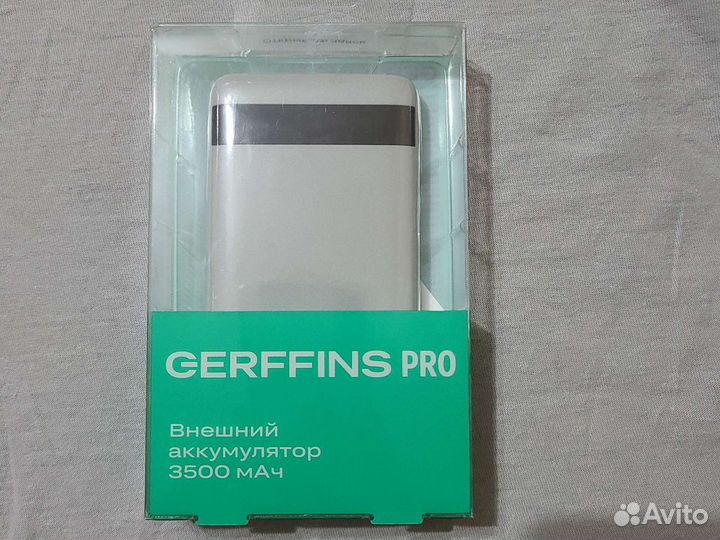 GERFFINS PRO
Внешний
аккумулятор
3500 мАч
Avito